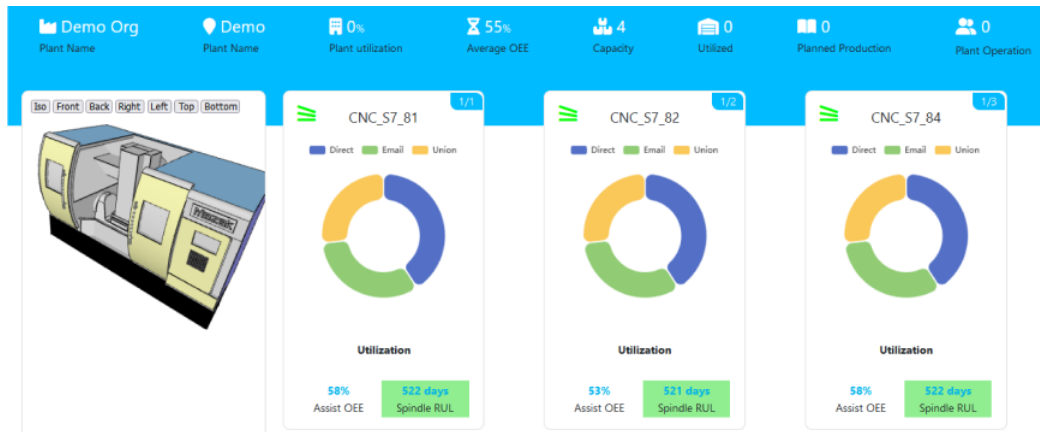 Demo Org
Plant Name
Demo
Plant Name
0%
Plant utilization
55%
Average OEE
4
Capacity
0
Utilized
0
Planned Production
0
Plant Operation
Iso Front Back Right Left Top Bottom
MAZAK
1/1
CNC_S7_81
Direct Email Union
Utilization
58%
Assist OEE
522 days
Spindle RUL
1/2
CNC_S7_82
Direct Email Union
Utilization
53%
Assist OEE
521 days
Spindle RUL
1/3
CNC_S7_84
Direct Email Union
Utilization
58%
Assist OEE
522 days
Spindle RUL